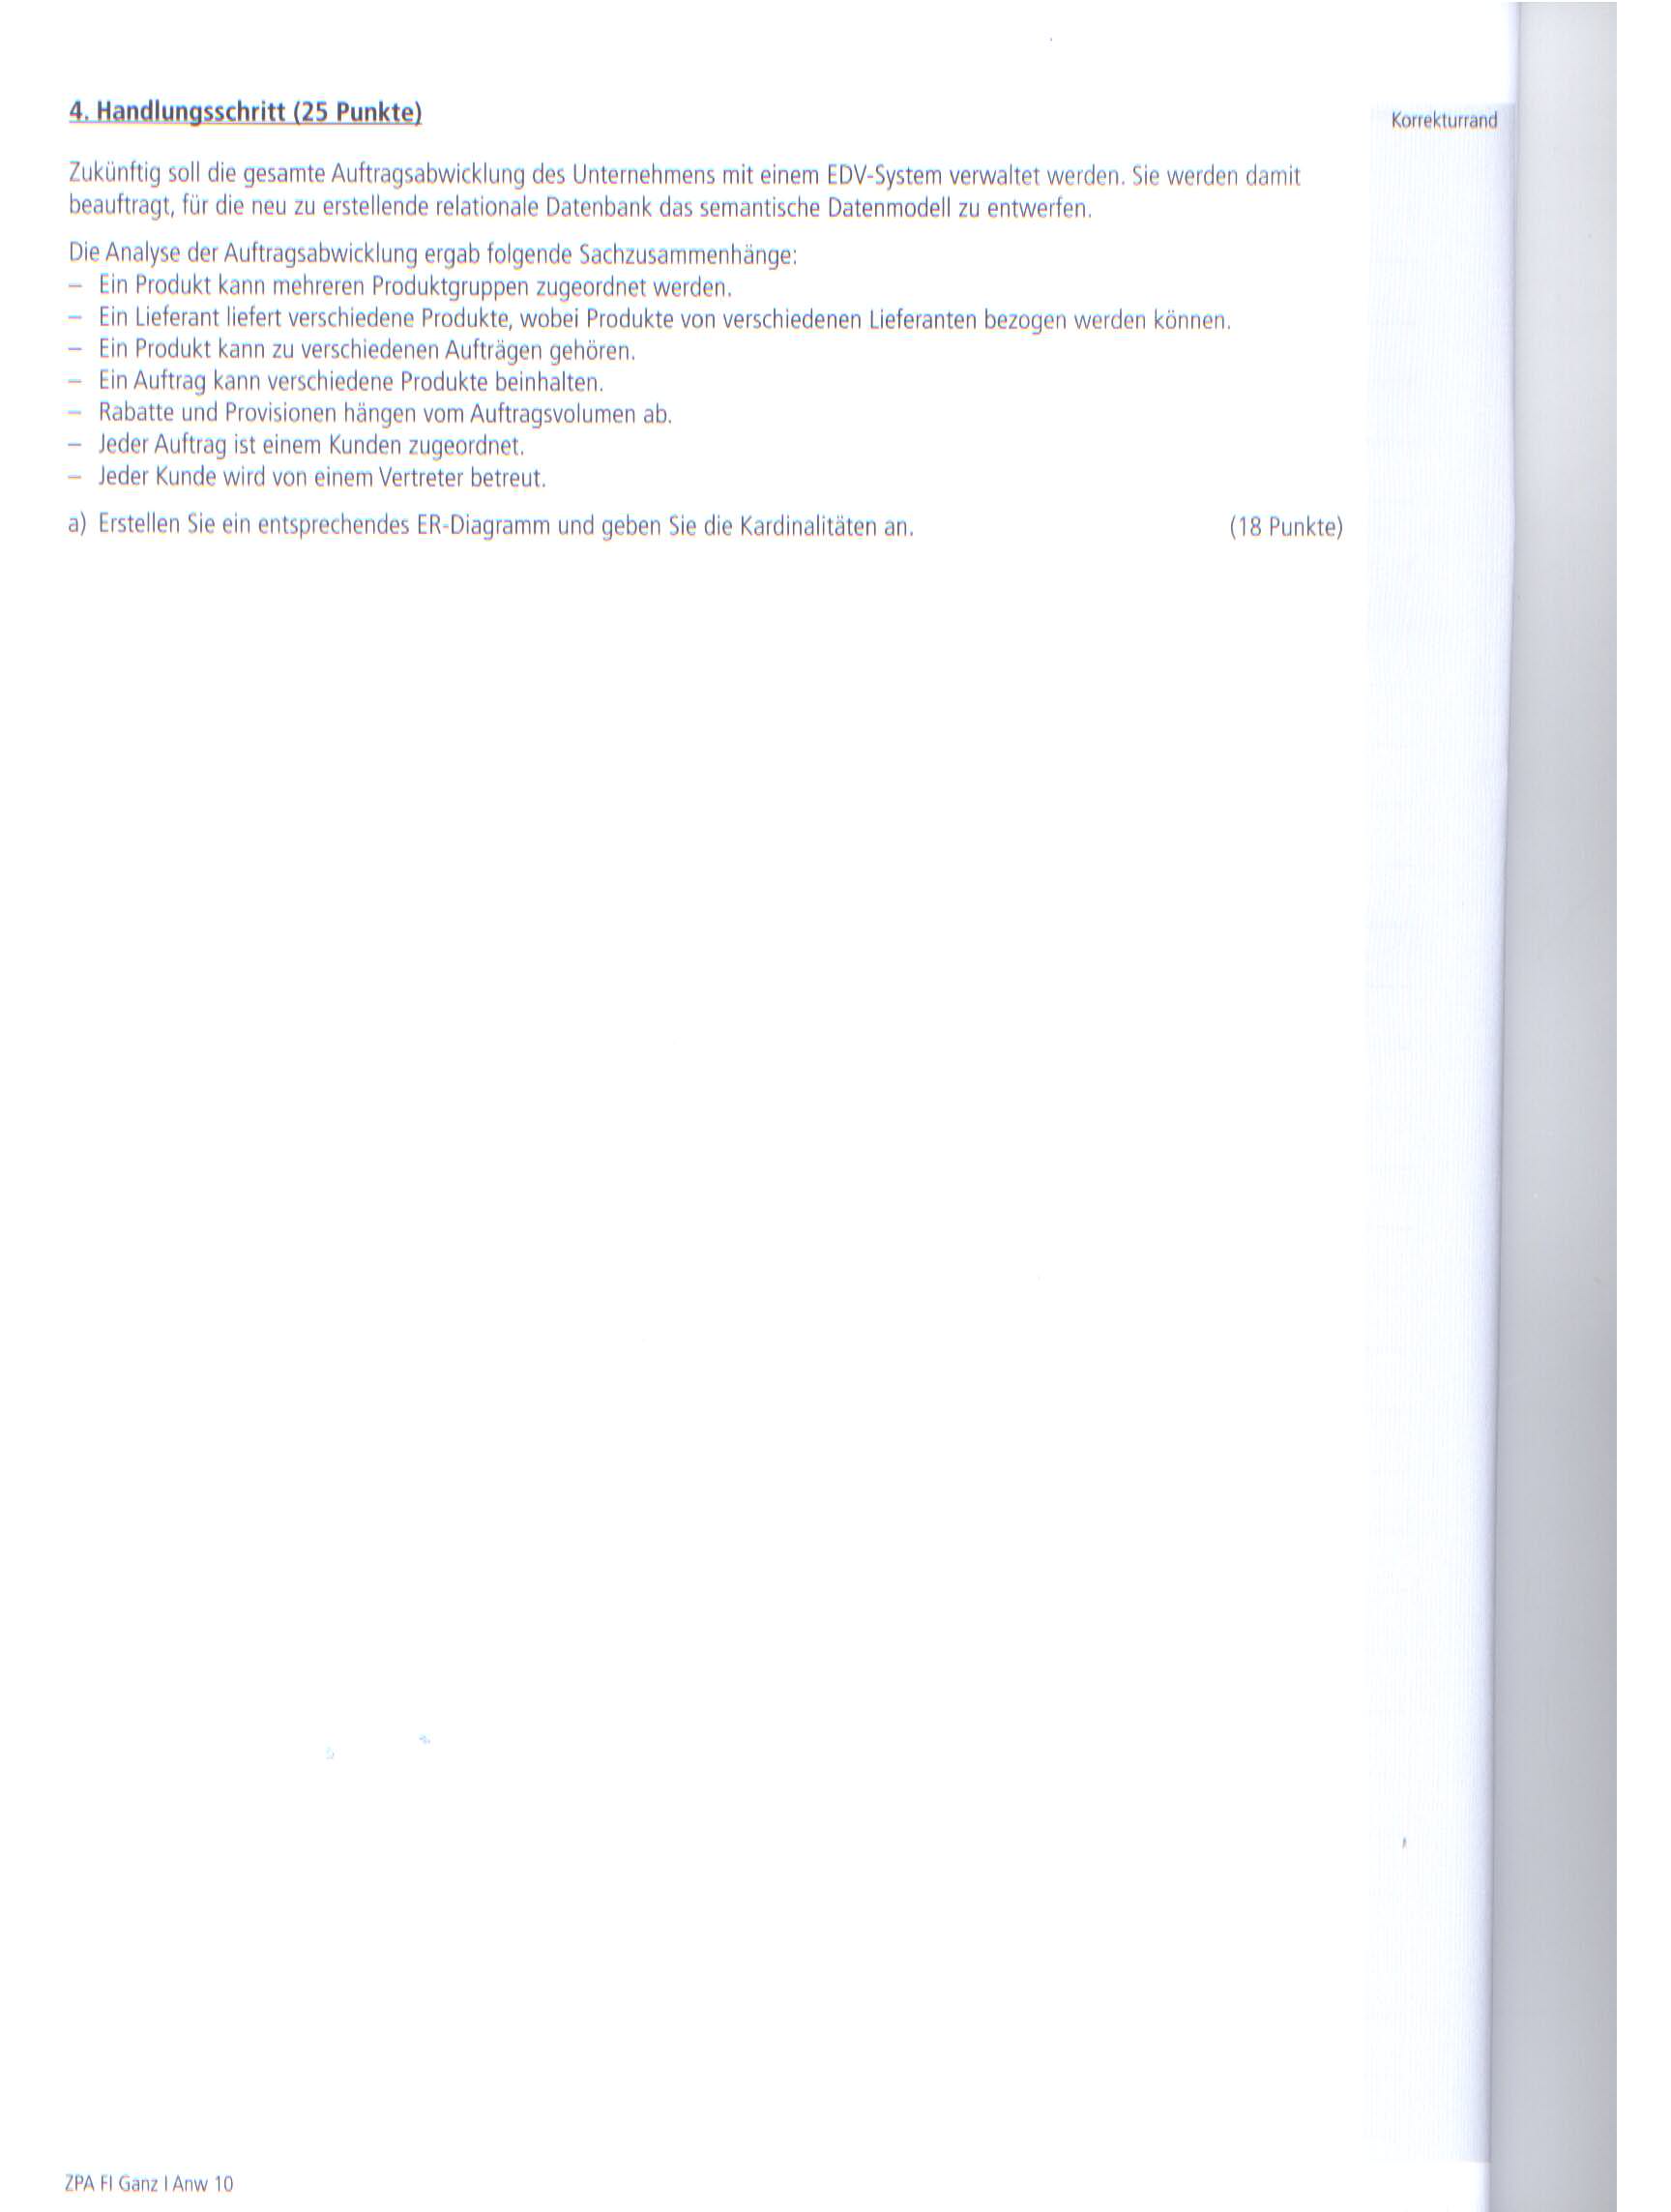 4. Handlungsschritt (25 Punkte)
Korrekturrand
Zukünftig soll die gesamte Auftragsabwicklung des Unternehmens mit einem EDV-System verwaltet werden. Sie werden damit
beauftragt, für die neu zu erstellende relationale Datenbank das semantische Datenmodell zu entwerfen.
Die Analyse der Auftragsabwicklung ergab folgende Sachzusammenhänge:
– Ein Produkt kann mehreren Produktgruppen zugeordnet werden.
– Ein Lieferant liefert verschiedene Produkte, wobei Produkte von verschiedenen Lieferanten bezogen werden können.
– Ein Produkt kann zu verschiedenen Aufträgen gehören.
– Ein Auftrag kann verschiedene Produkte beinhalten.
– Rabatte und Provisionen hängen vom Auftragsvolumen ab.
– Jeder Auftrag ist einem Kunden zugeordnet.
– Jeder Kunde wird von einem Vertreter betreut.
a) Erstellen Sie ein entsprechendes ER-Diagramm und geben Sie die Kardinalitäten an. (18 Punkte)
ZPA FI Ganz I Anw 10